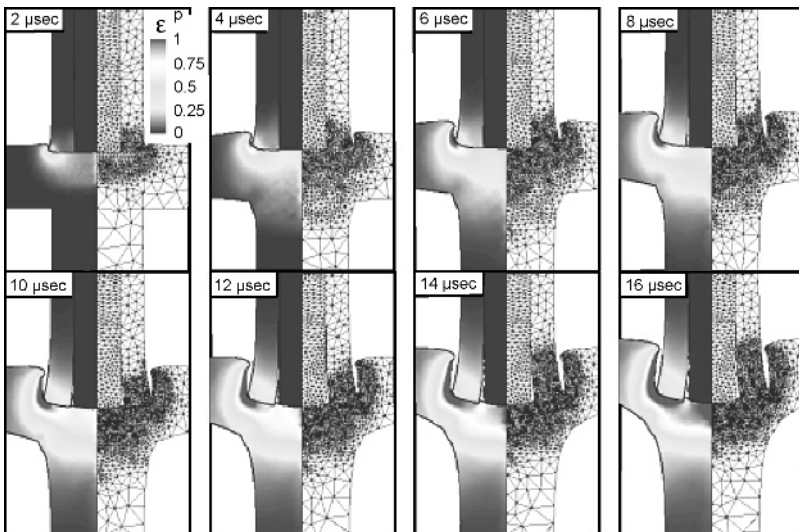 2 µsec
4 µsec
6 µsec
8 µsec
ε p
1
0.75
0.5
0.25
0
10 µsec
12 µsec
14 µsec
16 µsec